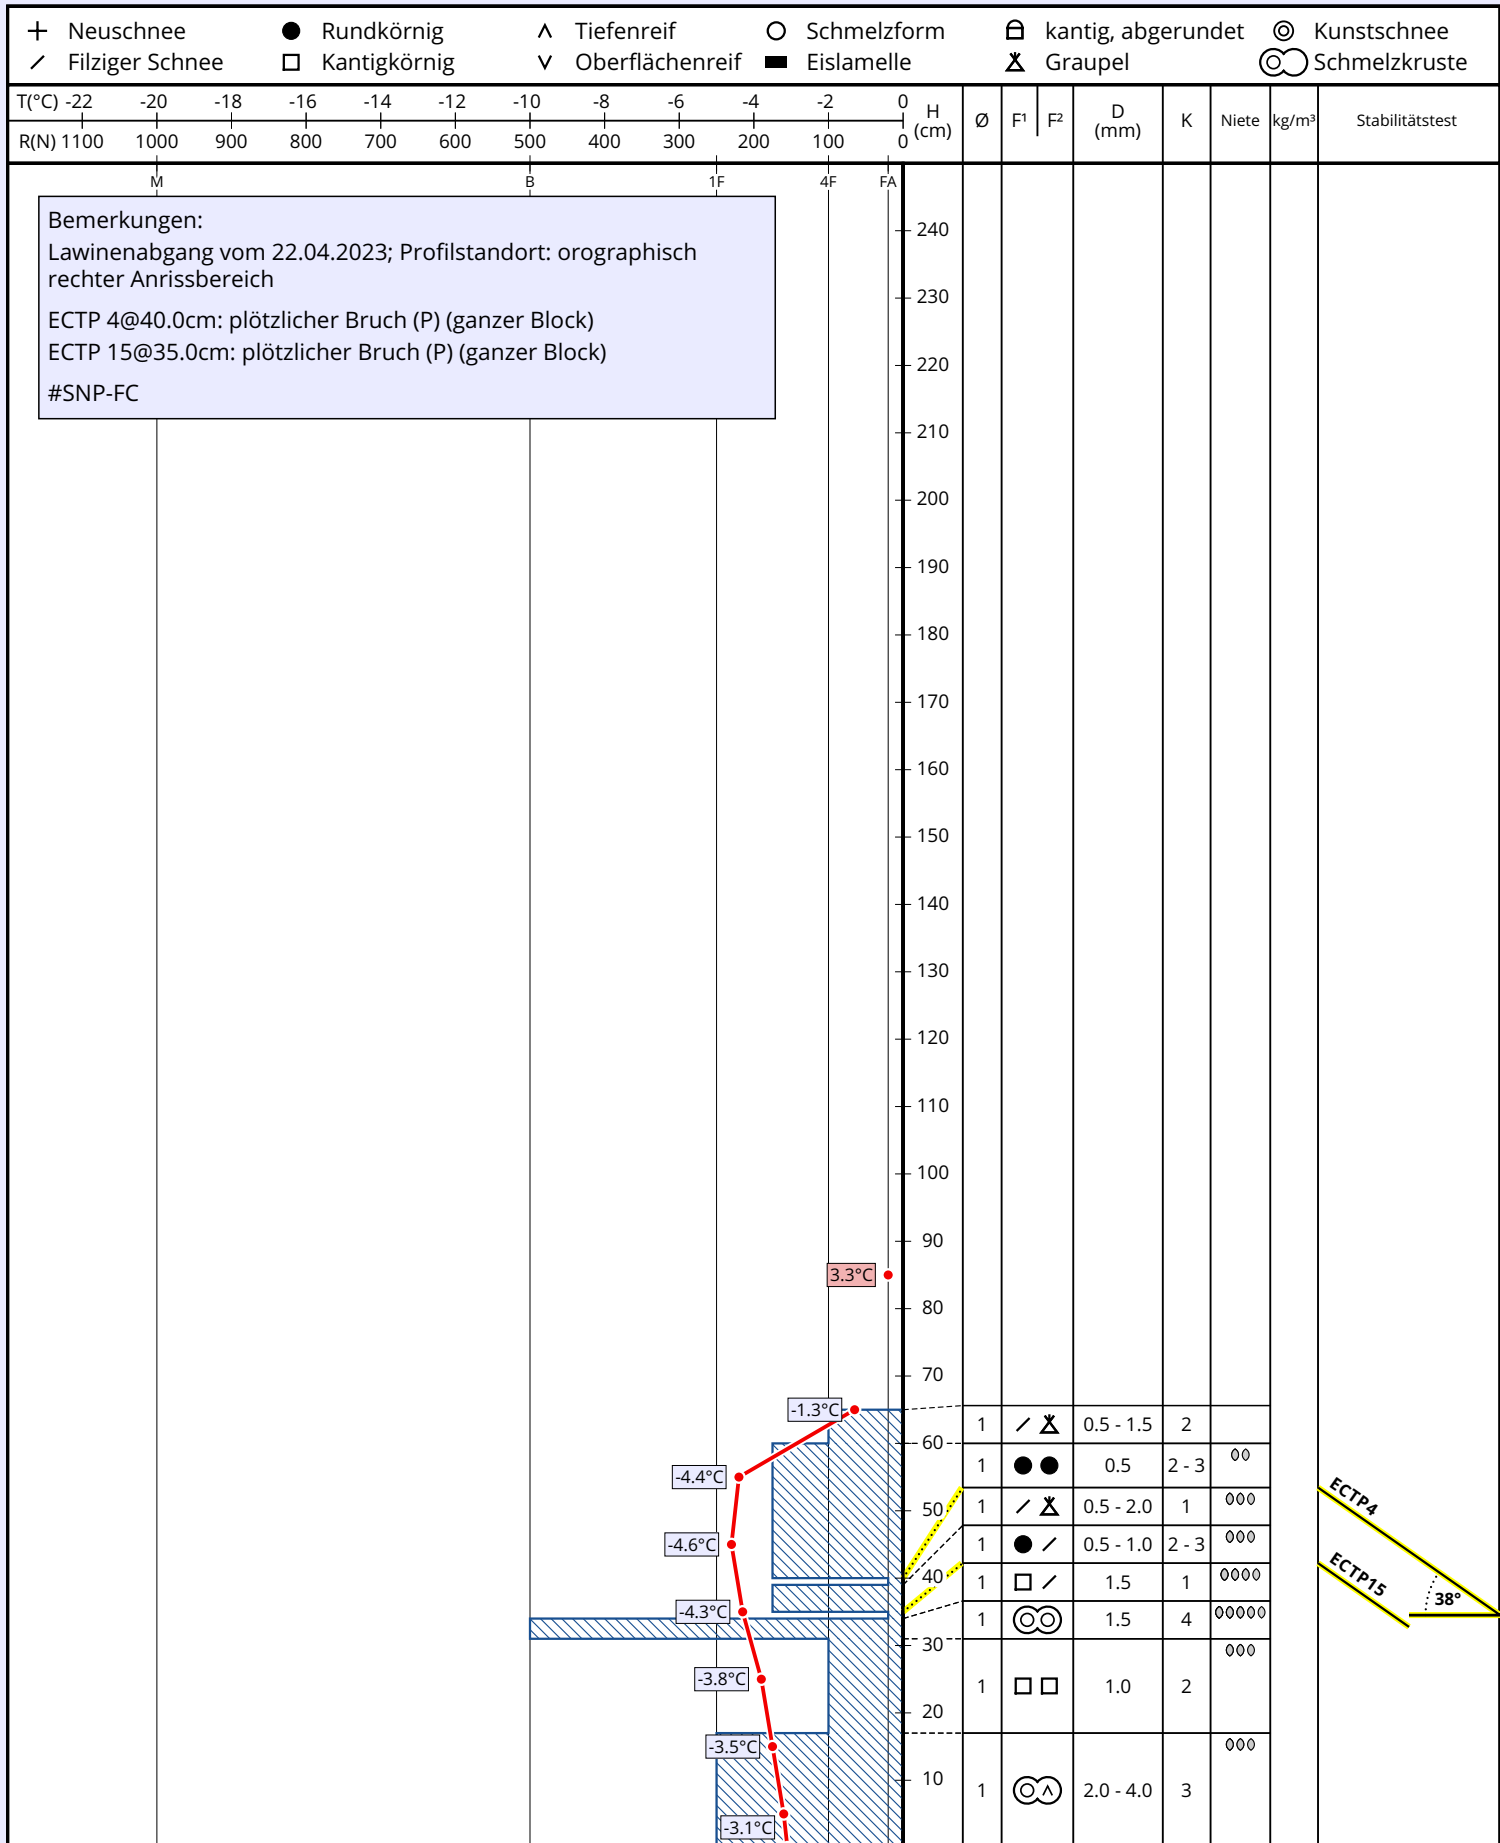 Neuschnee Rundkörnig Tiefenreif Schmelzform kantig, abgerundet Kunstschnee
Filziger Schnee Kantigkörnig Oberflächenreif Eislamelle Graupel Schmelzkruste
T(°C) -22 -20 -18 -16 -14 -12 -10 -8 -6 -4 -2 0
R(N) 1100 1000 900 800 700 600 500 400 300 200 100 0
H (cm) Ø F¹ F² D (mm) K Niete kg/m³ Stabilitätstest
M B 1F 4F FA
Bemerkungen:
Lawinenabgang vom 22.04.2023; Profilstandort: orographisch
rechter Anrissbereich
ECTP 4@40.0cm: plötzlicher Bruch (P) (ganzer Block)
ECTP 15@35.0cm: plötzlicher Bruch (P) (ganzer Block)
#SNP-FC
240
230
220
210
200
190
180
170
160
150
140
130
120
110
100
90
3.3°C
80
70
-1.3°C
1 0.5 - 1.5 2
60
1 0.5 2 - 3
-4.4°C
50 1 0.5 - 2.0 1
ECTP4
-4.6°C 1 0.5 - 1.0 2 - 3
40 1 1.5 1
ECTP15
38°
-4.3°C 1 1.5 4
30
-3.8°C 1 1.0 2
20
-3.5°C
10 1 2.0 - 4.0 3
-3.1°C